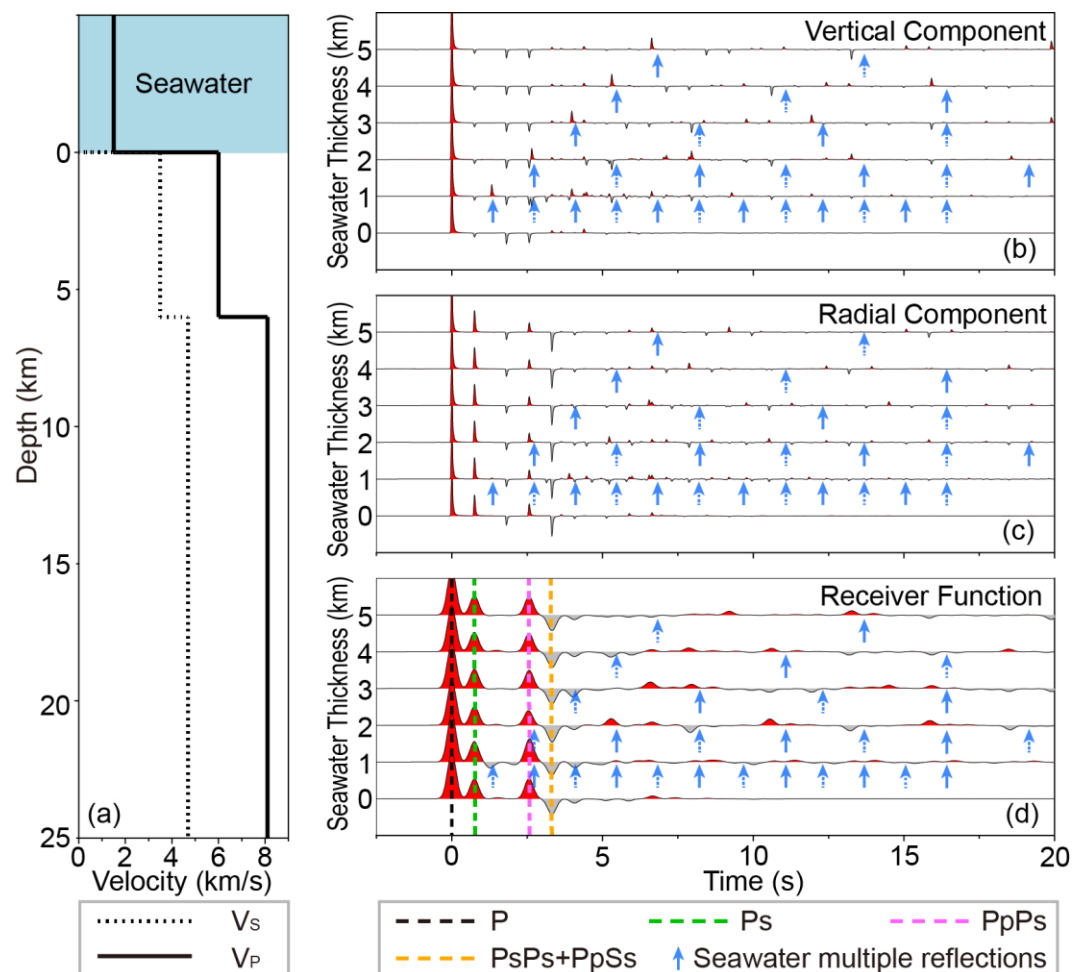 Seawater
0
5
10
15
20
25
Depth (km)
(a)
0 2 4 6 8
Velocity (km/s)
V_S
V_P
Vertical Component
Seawater Thickness (km)
5
4
3
2
1
0
(b)
Radial Component
Seawater Thickness (km)
5
4
3
2
1
0
(c)
Receiver Function
Seawater Thickness (km)
5
4
3
2
1
0
(d)
0 5 10 15 20
Time (s)
P
Ps
PpPs
PsPs+PpSs
Seawater multiple reflections